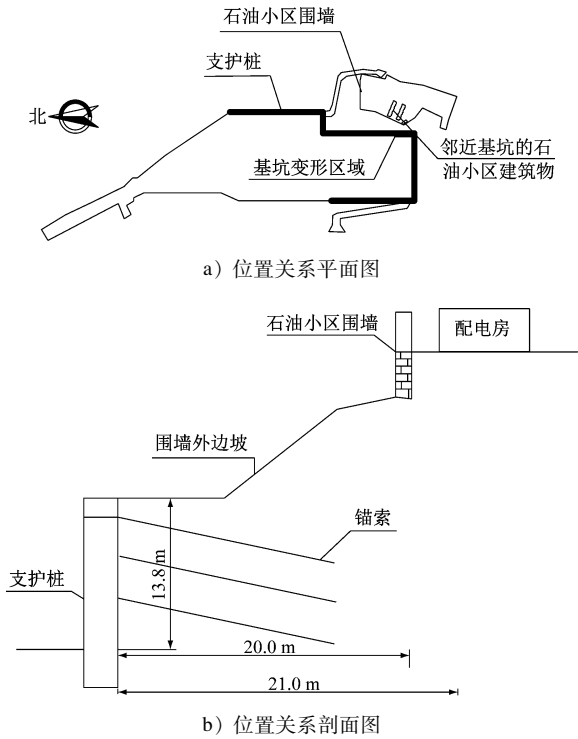 石油小区围墙
支护桩
北
邻近基坑的石
油小区建筑物
基坑变形区域
a）位置关系平面图
石油小区围墙
配电房
围墙外边坡
锚索
支护桩
13.8 m
20.0 m
21.0 m
b）位置关系剖面图